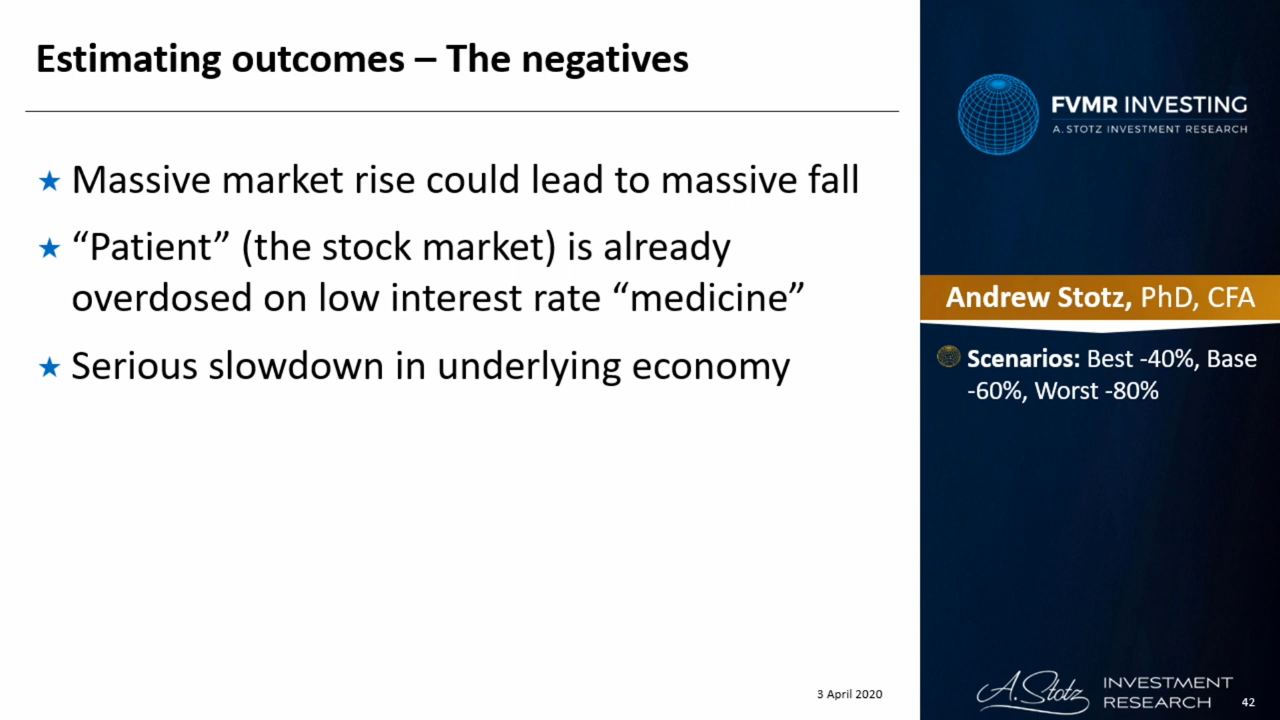 Estimating outcomes – The negatives
Massive market rise could lead to massive fall
“Patient” (the stock market) is already
overdosed on low interest rate “medicine”
Serious slowdown in underlying economy
3 April 2020
FVMR INVESTING
A. STOTZ INVESTMENT RESEARCH
Andrew Stotz, PhD, CFA
Scenarios: Best -40%, Base
-60%, Worst -80%
A. Stotz
INVESTMENT
RESEARCH
42